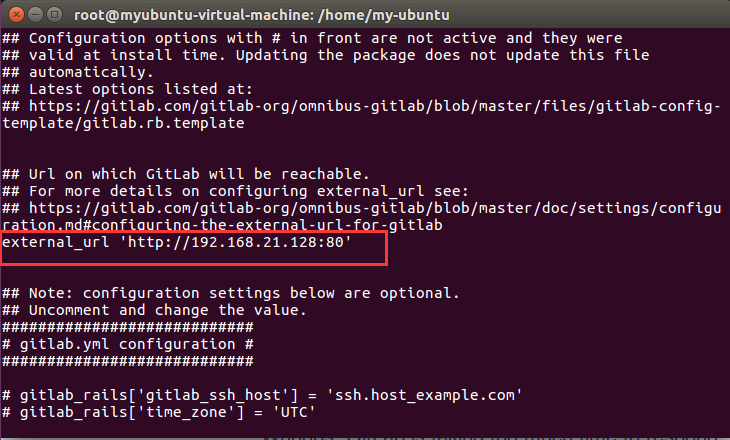 root@myubuntu-virtual-machine: /home/my-ubuntu
## Configuration options with # in front are not active and they were
## valid at install time. Updating the package does not update this file
## automatically.
## Latest options listed at:
## https://gitlab.com/gitlab-org/omnibus-gitlab/blob/master/files/gitlab-config-
template/gitlab.rb.template
## Url on which GitLab will be reachable.
## For more details on configuring external_url see:
## https://gitlab.com/gitlab-org/omnibus-gitlab/blob/master/doc/settings/configu
ration.md#configuring-the-external-url-for-gitlab
external_url 'http://192.168.21.128:80'
## Note: configuration settings below are optional.
## Uncomment and change the value.
############################
# gitlab.yml configuration #
############################
# gitlab_rails['gitlab_ssh_host'] = 'ssh.host_example.com'
# gitlab_rails['time_zone'] = 'UTC'